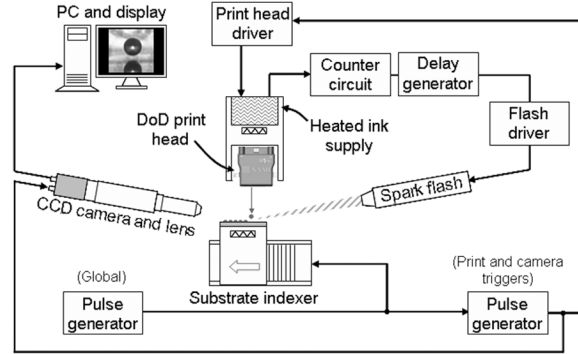 PC and display
Print head
driver
Counter
circuit
Delay
generator
DoD print
head
Heated ink
supply
Flash
driver
CCD camera and lens
Spark flash
Substrate indexer
(Global)
Pulse
generator
(Print and camera
triggers)
Pulse
generator